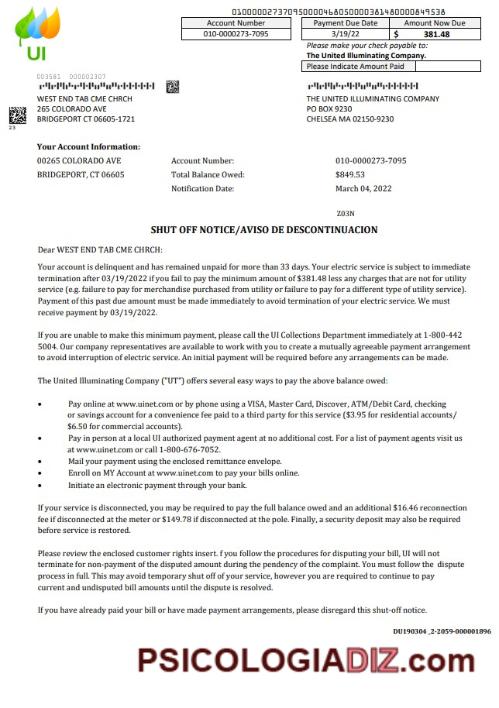 010000027370950000468050000381480000849538
Account Number
Payment Due Date
Amount Now Due
010-0000273-7095
3/19/22
$ 381.48
Please make your check payable to:
The United Illuminating Company.
Please Indicate Amount Paid
UI
003581 000002307
WEST END TAB CME CHRCH
265 COLORADO AVE
BRIDGEPORT CT 06605-1721
23
THE UNITED ILLUMINATING COMPANY
PO BOX 9230
CHELSEA MA 02150-9230
Your Account Information:
00265 COLORADO AVE
BRIDGEPORT, CT 06605
Account Number: 010-0000273-7095
Total Balance Owed: $849.53
Notification Date: March 04, 2022
Z03N
SHUT OFF NOTICE/AVISO DE DESCONTINUACION
Dear WEST END TAB CME CHRCH:
Your account is delinquent and has remained unpaid for more than 33 days. Your electric service is subject to immediate
termination after 03/19/2022 if you fail to pay the minimum amount of $381.48 less any charges that are not for utility
service (e.g. failure to pay for merchandise purchased from utility or failure to pay for a different type of utility service).
Payment of this past due amount must be made immediately to avoid termination of your electric service. We must
receive payment by 03/19/2022.
If you are unable to make this minimum payment, please call the UI Collections Department immediately at 1-800-442
5004. Our company representatives are available to work with you to create a mutually agreeable payment arrangement
to avoid interruption of electric service. An initial payment will be required before any arrangements can be made.
The United Illuminating Company ("UT") offers several easy ways to pay the above balance owed:
• Pay online at www.uinet.com or by phone using a VISA, Master Card, Discover, ATM/Debit Card, checking
or savings account for a convenience fee paid to a third party for this service ($3.95 for residential accounts/
$6.50 for commercial accounts).
• Pay in person at a local UI authorized payment agent at no additional cost. For a list of payment agents visit us
at www.uinet.com or call 1-800-676-7052.
• Mail your payment using the enclosed remittance envelope.
• Enroll on MY Account at www.uinet.com to pay your bills online.
• Initiate an electronic payment through your bank.
If your service is disconnected, you may be required to pay the full balance owed and an additional $16.46 reconnection
fee if disconnected at the meter or $149.78 if disconnected at the pole. Finally, a security deposit may also be required
before service is restored.
Please review the enclosed customer rights insert. f you follow the procedures for disputing your bill, UI will not
terminate for non-payment of the disputed amount during the pendency of the complaint. You must follow the dispute
process in full. This may avoid temporary shut off of your service, however you are required to continue to pay
current and undisputed bill amounts until the dispute is resolved.
If you have already paid your bill or have made payment arrangements, please disregard this shut-off notice.
DU190304_2-2059-000001896
PSICOLOGIADIZ.com